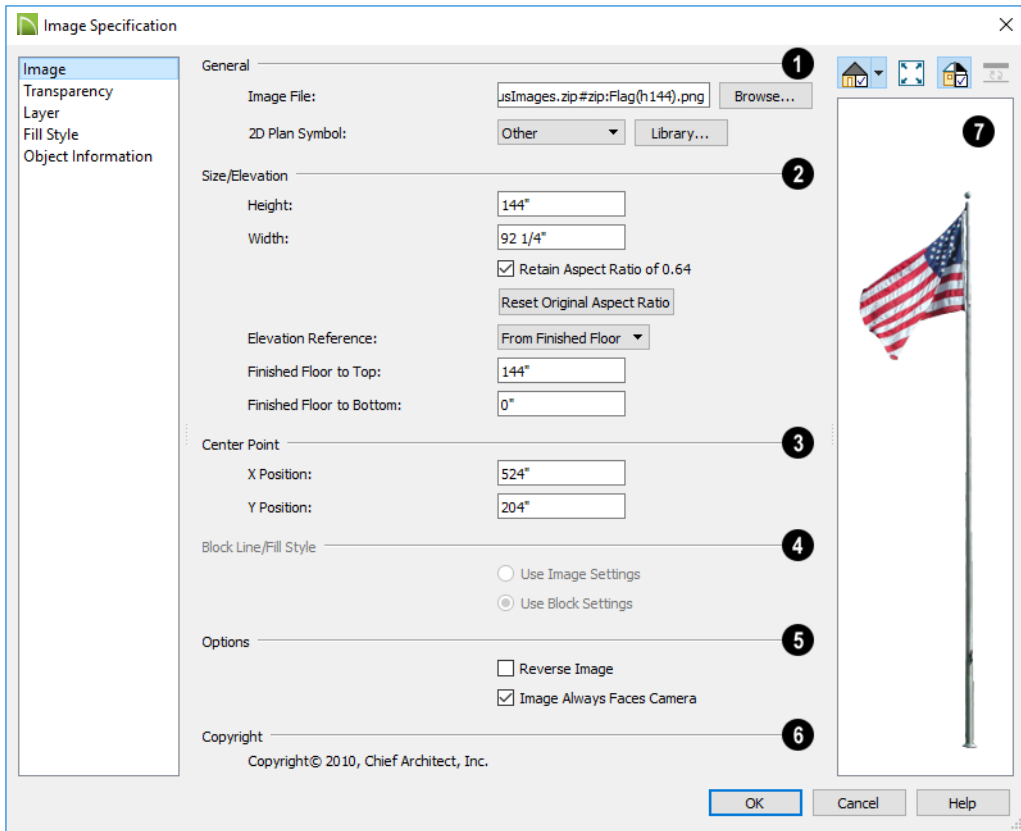 Image Specification
Image
Transparency
Layer
Fill Style
Object Information
General
1
Image File:
usImages.zip#zip:Flag(h144).png
Browse...
2D Plan Symbol:
Other
Library...
Size/Elevation
2
Height:
144"
Width:
92 1/4"
Retain Aspect Ratio of 0.64
Reset Original Aspect Ratio
Elevation Reference:
From Finished Floor
Finished Floor to Top:
144"
Finished Floor to Bottom:
0"
Center Point
3
X Position:
524"
Y Position:
204"
Block Line/Fill Style
4
Use Image Settings
Use Block Settings
Options
5
Reverse Image
Image Always Faces Camera
Copyright
6
Copyright© 2010, Chief Architect, Inc.
7
OK
Cancel
Help